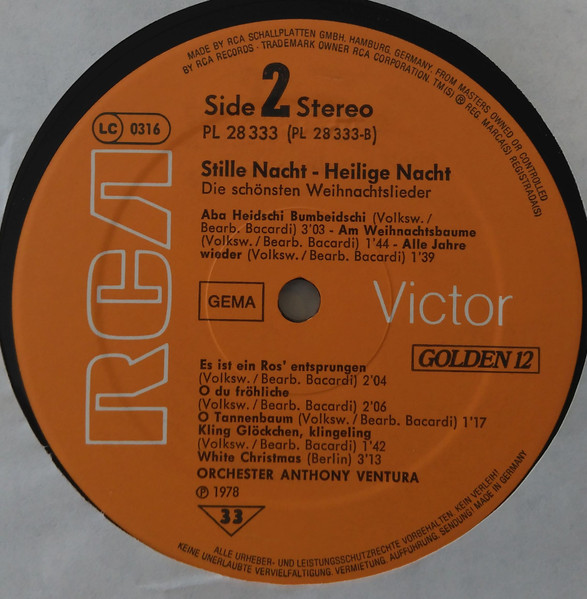 MADE BY RCA SCHALLPLATTEN GMBH, HAMBURG, GERMANY, FROM MASTERS OWNED OR CONTROLLED
BY RCA RECORDS - TRADEMARK OWNER RCA CORPORATION. TM(S) ® REG. MARCA(S) REGISTRADA(S)
Side 2 Stereo
PL 28333 (PL 28333-B)
LC 0316
Stille Nacht - Heilige Nacht
Die schönsten Weihnachtslieder
Aba Heidschi Bumbeidschi (Volksw./
Bearb. Bacardi) 3'03 - Am Weihnachtsbaume
(Volksw./Bearb. Bacardi) 1'44 - Alle Jahre
wieder (Volksw./Bearb. Bacardi) 1'39
RCA
GEMA
Victor
GOLDEN 12
Es ist ein Ros' entsprungen
(Volksw./Bearb. Bacardi) 2'04
O du fröhliche
(Volksw./Bearb. Bacardi) 2'06
O Tannenbaum (Volksw./Bearb. Bacardi) 1'17
Kling Glöckchen, klingeling
(Volksw./Bearb. Bacardi) 1'42
White Christmas (Berlin) 3'13
ORCHESTER ANTHONY VENTURA
℗ 1978
33
ALLE URHEBER- UND LEISTUNGSSCHUTZRECHTE VORBEHALTEN. KEIN VERLEIH!
KEINE UNERLAUBTE VERVIELFÄLTIGUNG, VERMIETUNG, AUFFÜHRUNG, SENDUNG! MADE IN GERMANY